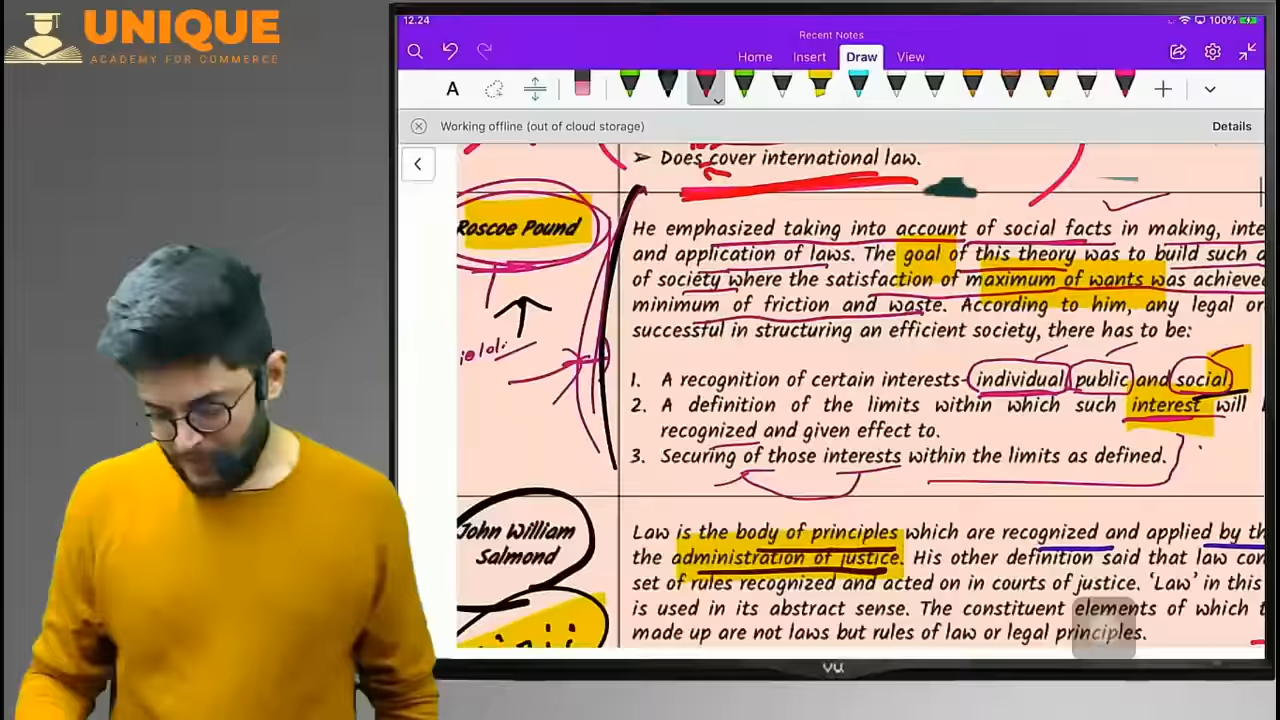 UNIQUE
ACADEMY FOR COMMERCE
12.24
100%
Recent Notes
Home Insert Draw View
A
Working offline (out of cloud storage)
Details
➢ Does cover international law.
Roscoe Pound
He emphasized taking into account of social facts in making, inte
and application of laws. The goal of this theory was to build such a
of society where the satisfaction of maximum of wants was achieved
minimum of friction and waste. According to him, any legal or
successful in structuring an efficient society, there has to be:
1. A recognition of certain interests- individual, public and social.
2. A definition of the limits within which such interest will
recognized and given effect to.
3. Securing of those interests within the limits as defined.
John William
Salmond
Law is the body of principles which are recognized and applied by th
the administration of justice. His other definition said that law con
set of rules recognized and acted on in courts of justice. 'Law' in this
is used in its abstract sense. The constituent elements of which t
made up are not laws but rules of law or legal principles.
vu